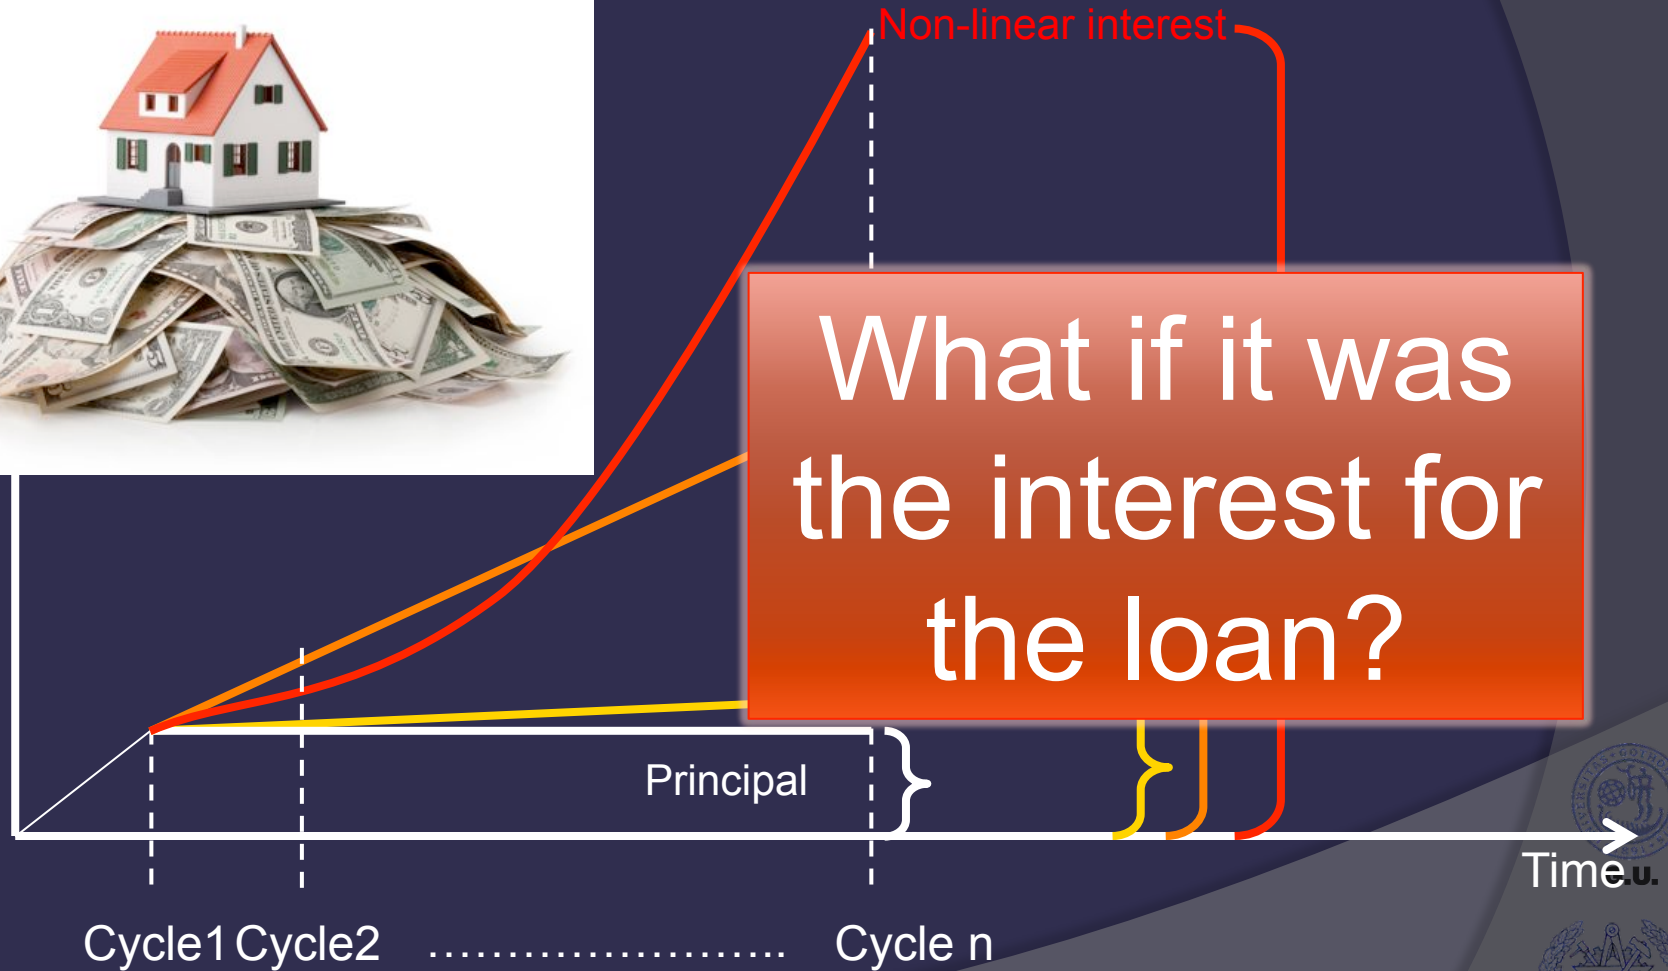 Non-linear interest
What if it was
the interest for
the loan?
Principal
Time
G.U.
Cycle1 Cycle2 ........................ Cycle n